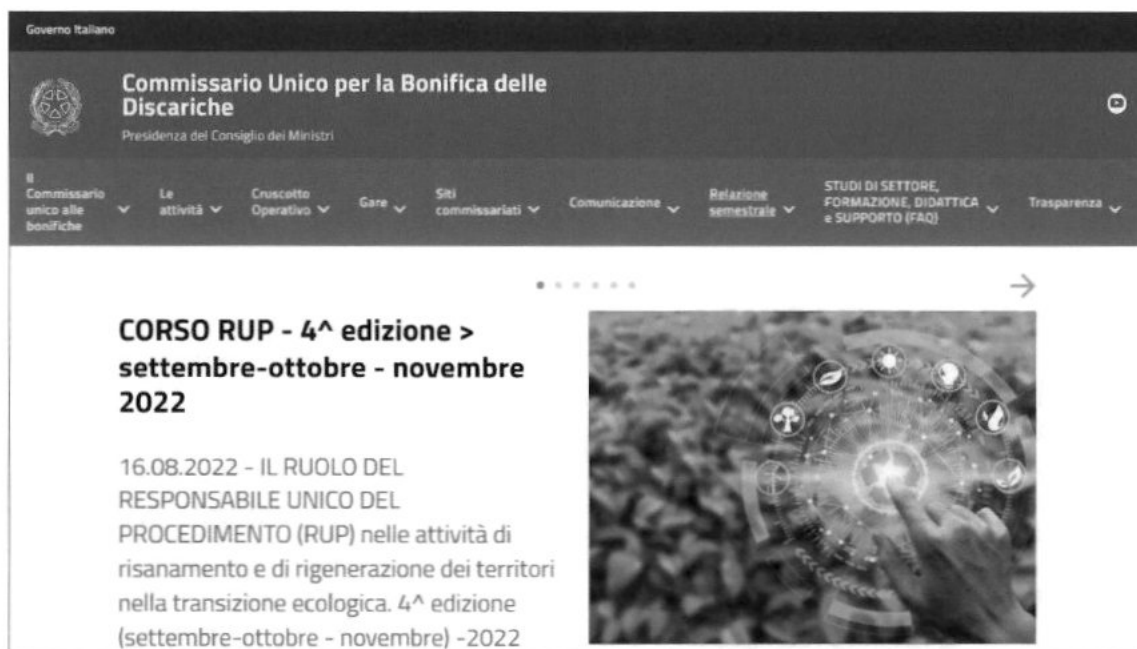 Governo Italiano
Commissario Unico per la Bonifica delle
Discariche
Presidenza del Consiglio dei Ministri
Il
Commissario
unico alle
bonifiche
Le
attività
Cruscotto
Operativo
Gare
Siti
commissariati
Comunicazione
Relazione
semestrale
STUDI DI SETTORE,
FORMAZIONE, DIDATTICA
e SUPPORTO (FAQ)
Trasparenza
CORSO RUP - 4^ edizione >
settembre-ottobre - novembre
2022
16.08.2022 - IL RUOLO DEL
RESPONSABILE UNICO DEL
PROCEDIMENTO (RUP) nelle attività di
risanamento e di rigenerazione dei territori
nella transizione ecologica. 4^ edizione
(settembre-ottobre - novembre) -2022